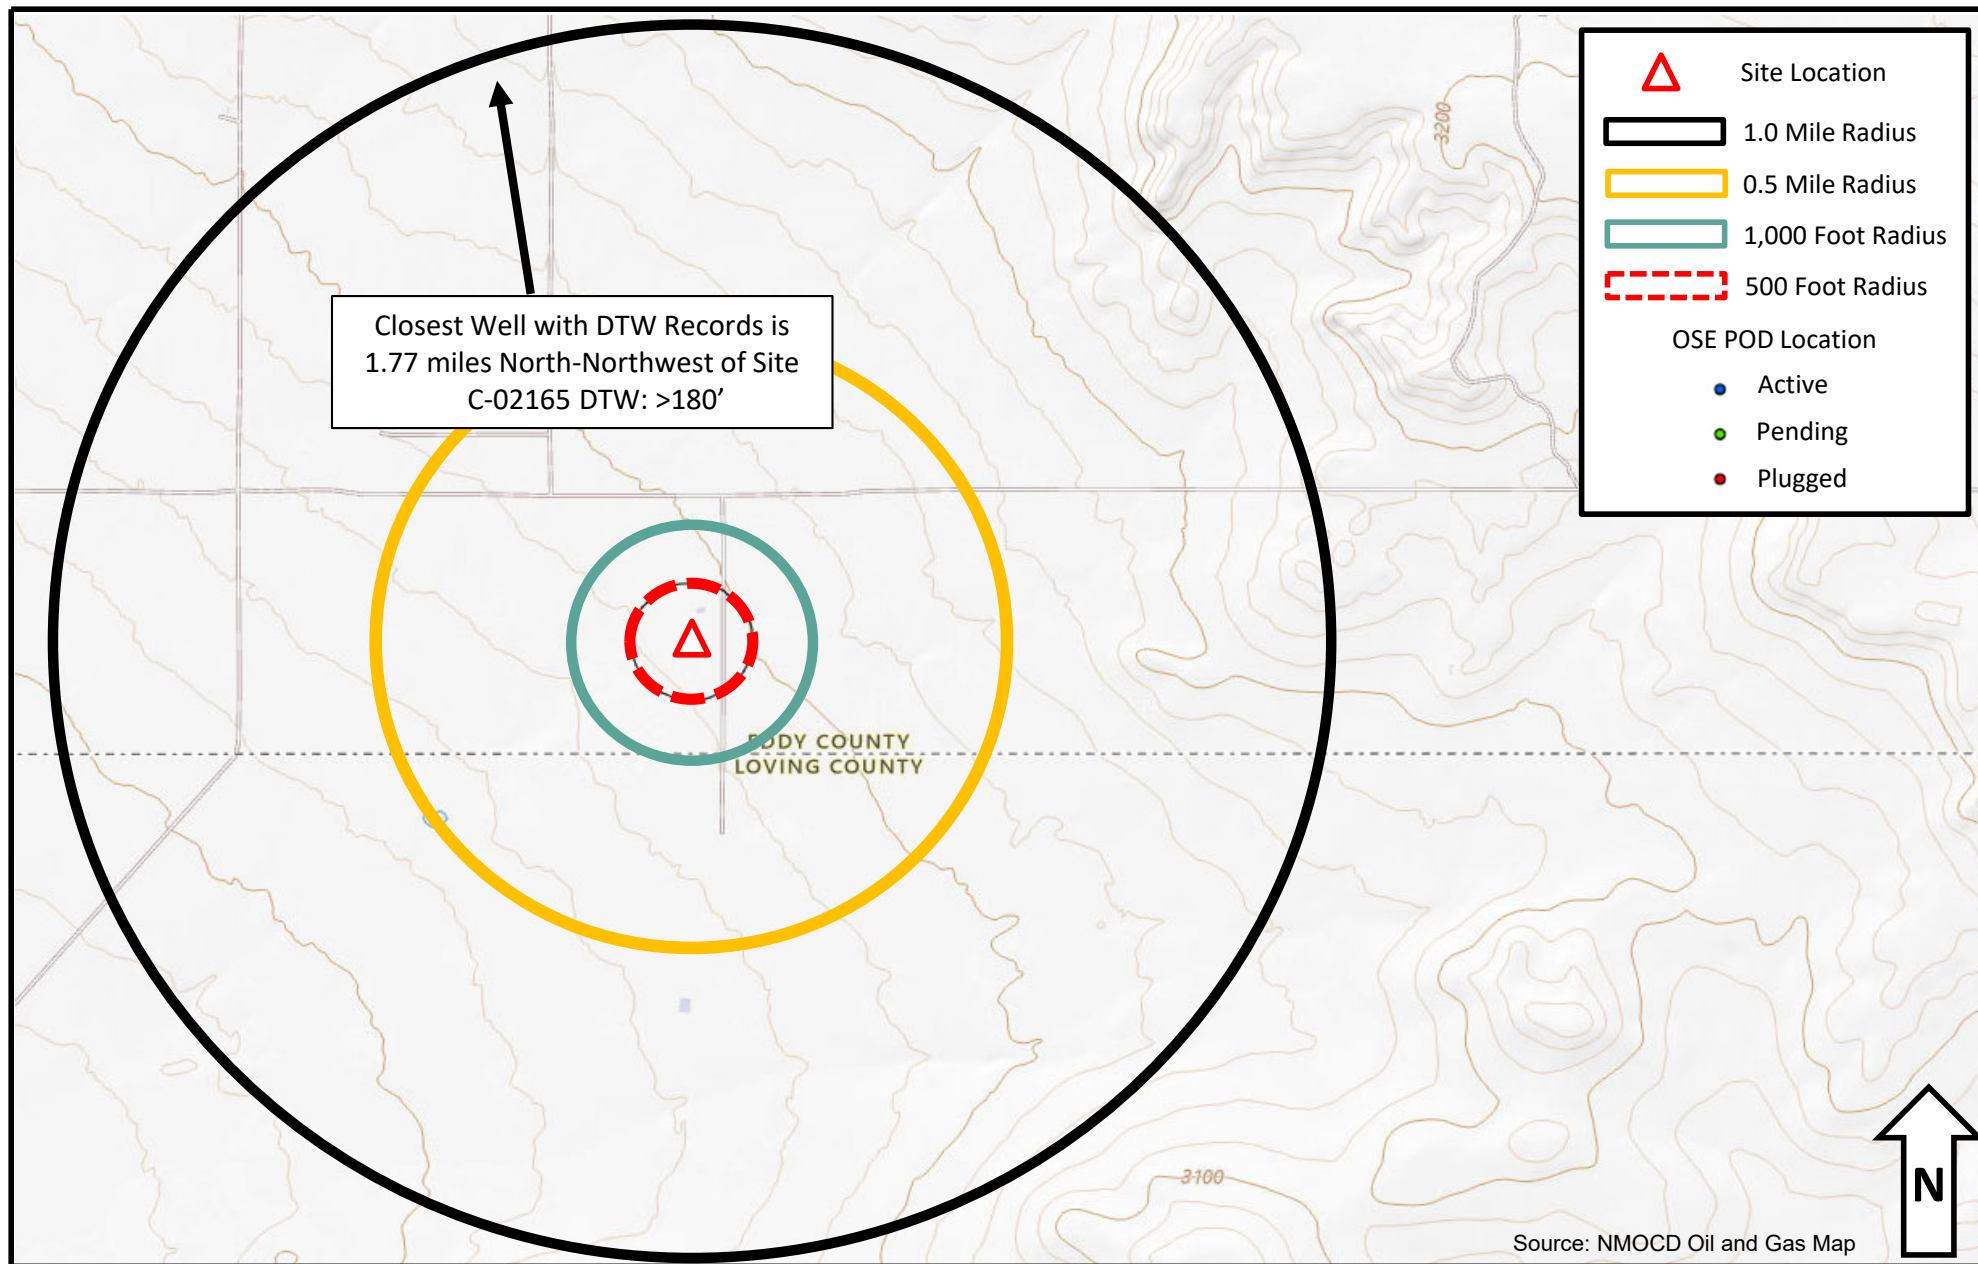 Site Location
1.0 Mile Radius
0.5 Mile Radius
1,000 Foot Radius
500 Foot Radius
OSE POD Location
Active
Pending
Plugged
3200
Closest Well with DTW Records is
1.77 miles North-Northwest of Site
C-02165 DTW: >180’
EDDY COUNTY
LOVING COUNTY
3100
N
Source: NMOCD Oil and Gas Map